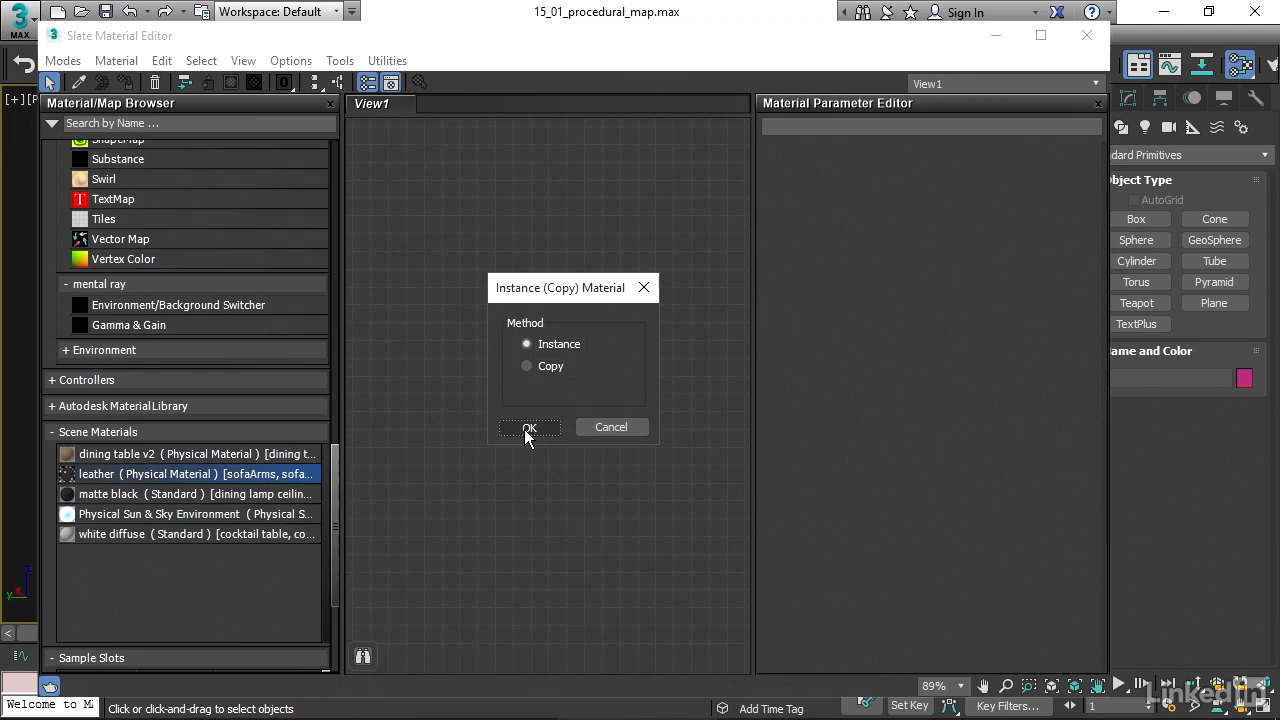 3
MAX
Workspace: Default
15_01_procedural_map.max
Sign In
3 Slate Material Editor
Modes Material Edit Select View Options Tools Utilities
View1
[+]
Material/Map Browser
View1
Material Parameter Editor
Search by Name ...
ShapeMap
Substance
Swirl
T TextMap
Tiles
Vector Map
Vertex Color
- mental ray
Environment/Background Switcher
Gamma & Gain
+ Environment
+ Controllers
+ Autodesk Material Library
- Scene Materials
dining table v2 ( Physical Material ) [dining t...
leather ( Physical Material ) [sofaArms, sofa...
matte black ( Standard ) [dining lamp ceilin...
Physical Sun & Sky Environment ( Physical S...
white diffuse ( Standard ) [cocktail table, co...
- Sample Slots
Instance (Copy) Material
Method
Instance
Copy
OK
Cancel
dard Primitives
bject Type
AutoGrid
Box Cone
Sphere GeoSphere
Cylinder Tube
Torus Pyramid
Teapot Plane
TextPlus
ame and Color
z
y
<
89%
Welcome to M
Click or click-and-drag to select objects
Add Time Tag
Set Key
Key Filters...
1
LinkedIn